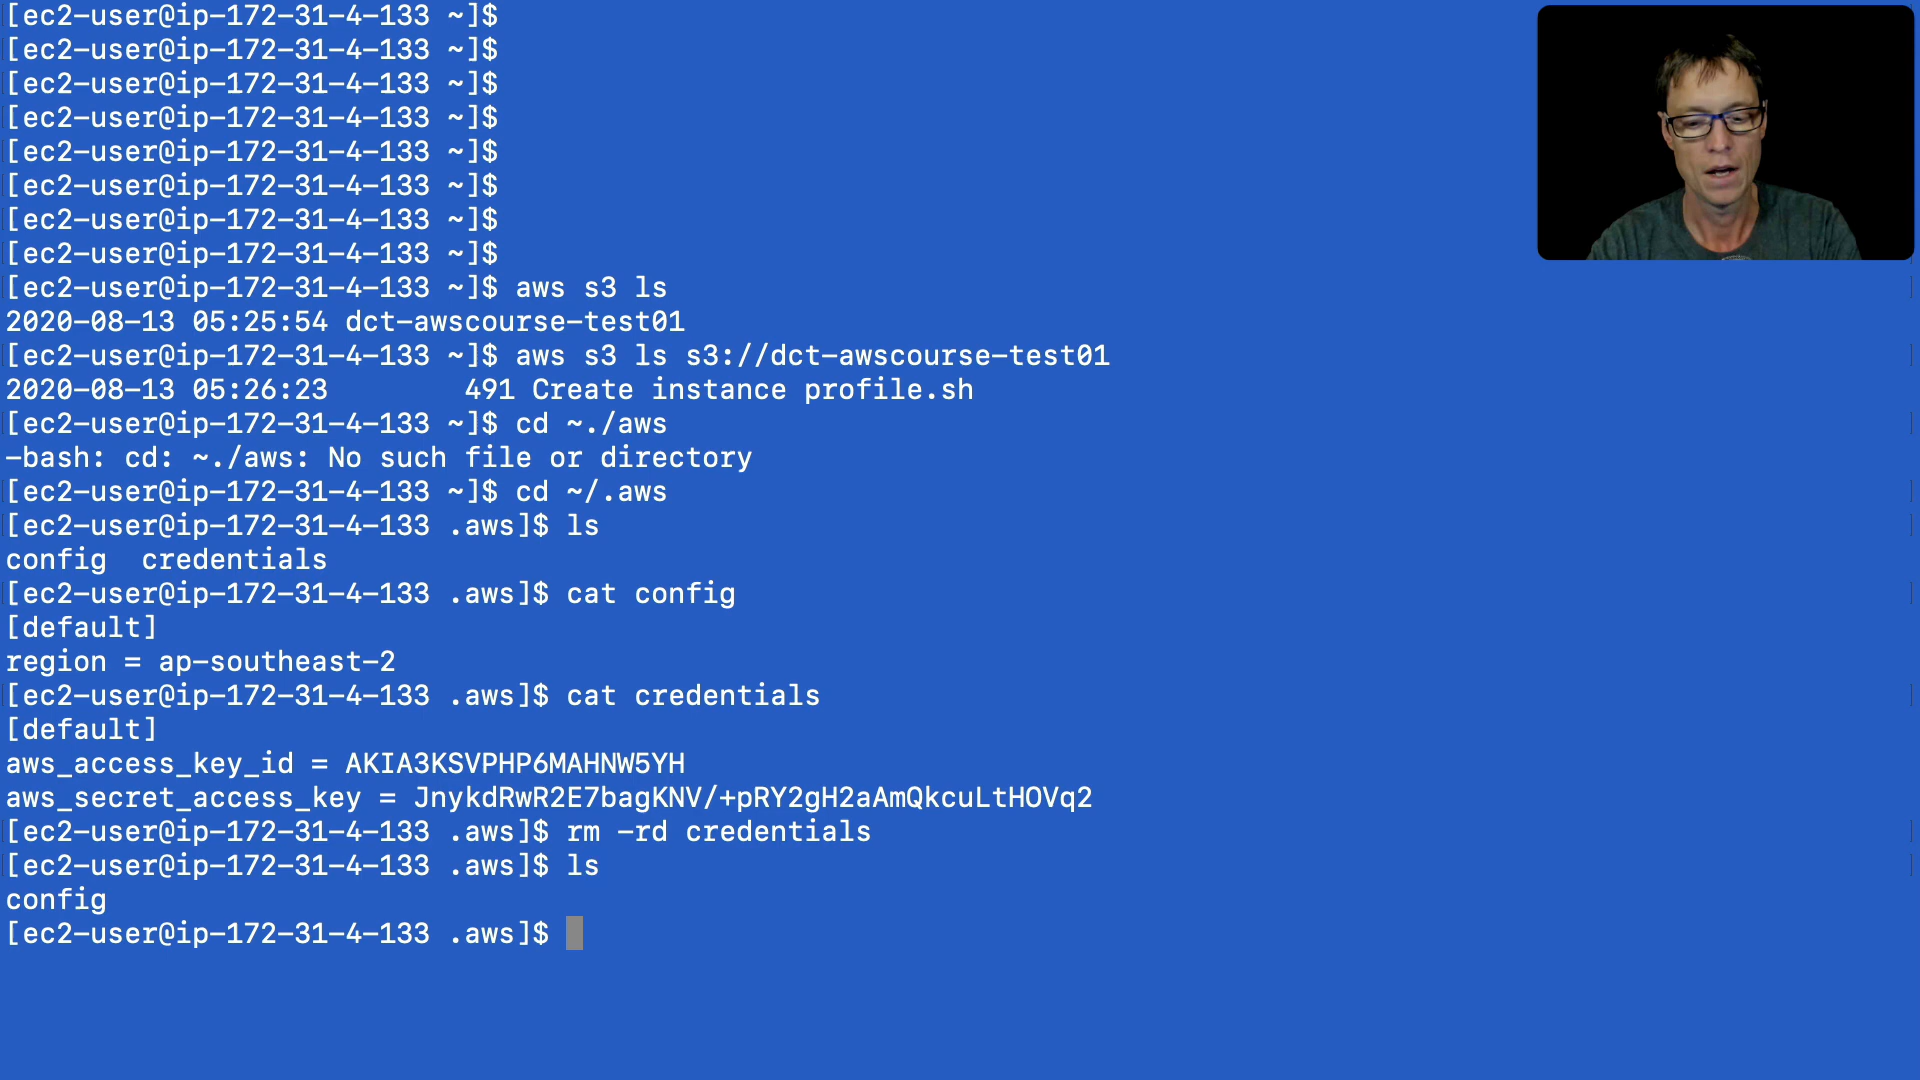 [ec2-user@ip-172-31-4-133 ~]$
[ec2-user@ip-172-31-4-133 ~]$
[ec2-user@ip-172-31-4-133 ~]$
[ec2-user@ip-172-31-4-133 ~]$
[ec2-user@ip-172-31-4-133 ~]$
[ec2-user@ip-172-31-4-133 ~]$
[ec2-user@ip-172-31-4-133 ~]$
[ec2-user@ip-172-31-4-133 ~]$
[ec2-user@ip-172-31-4-133 ~]$ aws s3 ls
2020-08-13 05:25:54 dct-awscourse-test01
[ec2-user@ip-172-31-4-133 ~]$ aws s3 ls s3://dct-awscourse-test01
2020-08-13 05:26:23        491 Create instance profile.sh
[ec2-user@ip-172-31-4-133 ~]$ cd ~./aws
-bash: cd: ~./aws: No such file or directory
[ec2-user@ip-172-31-4-133 ~]$ cd ~/.aws
[ec2-user@ip-172-31-4-133 .aws]$ ls
config  credentials
[ec2-user@ip-172-31-4-133 .aws]$ cat config
[default]
region = ap-southeast-2
[ec2-user@ip-172-31-4-133 .aws]$ cat credentials
[default]
aws_access_key_id = AKIA3KSVPHP6MAHNW5YH
aws_secret_access_key = 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
[ec2-user@ip-172-31-4-133 .aws]$ rm -rd credentials
[ec2-user@ip-172-31-4-133 .aws]$ ls
config
[ec2-user@ip-172-31-4-133 .aws]$